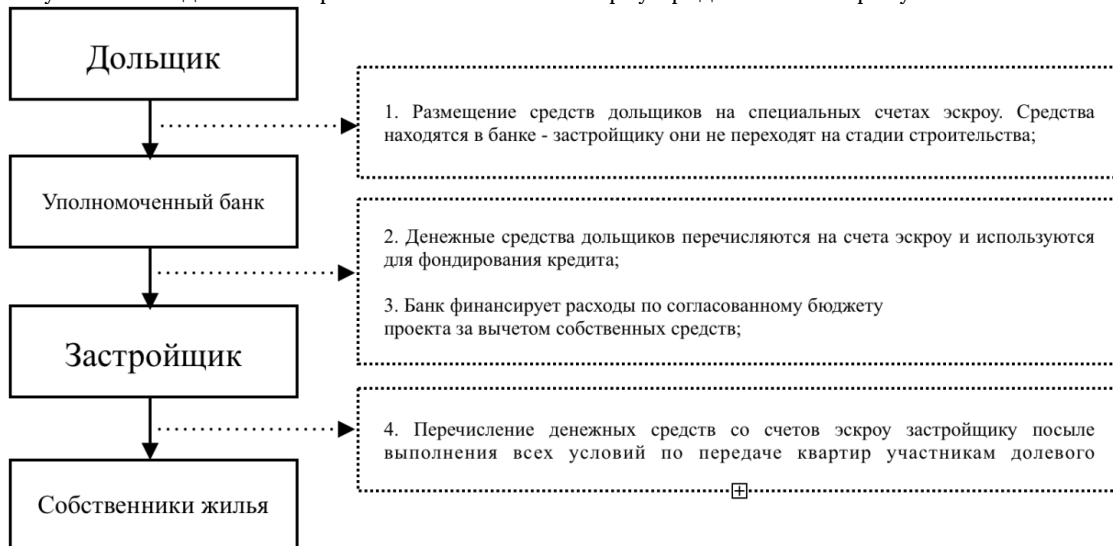 Дольщик
1. Размещение средств дольщиков на специальных счетах эскроу. Средства
находятся в банке - застройщику они не переходят на стадии строительства;
Уполномоченный банк
2. Денежные средства дольщиков перечисляются на счета эскроу и используются
для фондирования кредита;
3. Банк финансирует расходы по согласованному бюджету
проекта за вычетом собственных средств;
Застройщик
4. Перечисление денежных средств со счетов эскроу застройщику посыле
выполнения всех условий по передаче квартир участникам долевого
Собственники жилья